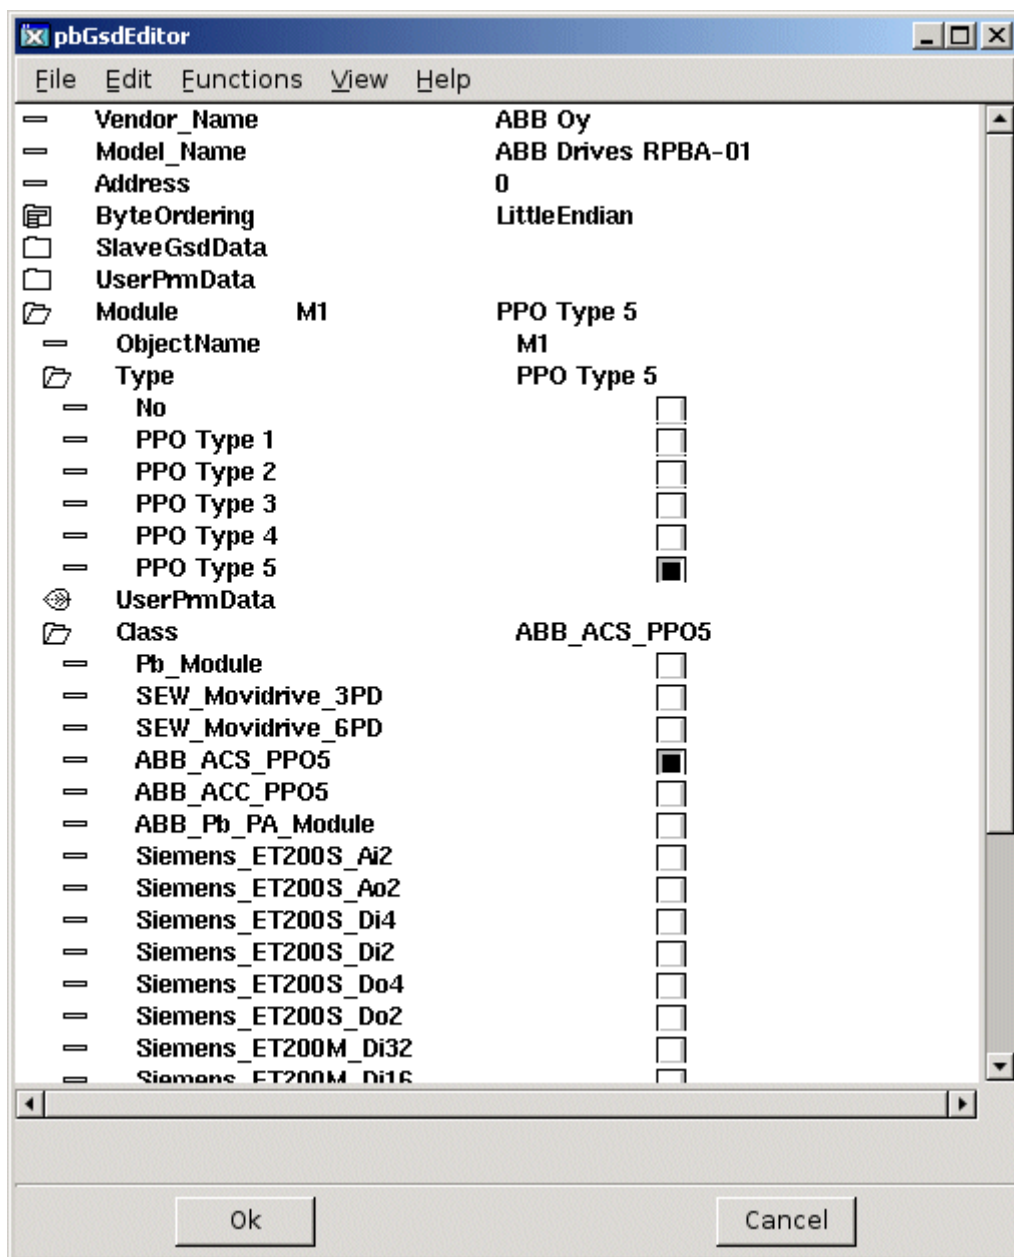 pbGsdEditor
File Edit Functions View Help
Vendor_Name ABB Oy
Model_Name ABB Drives RPBA-01
Address 0
ByteOrdering LittleEndian
SlaveGsdData
UserPrmData
Module M1 PPO Type 5
ObjectName M1
Type PPO Type 5
No
PPO Type 1
PPO Type 2
PPO Type 3
PPO Type 4
PPO Type 5
UserPrmData
Class ABB_ACS_PPO5
Pb_Module
SEW_Movidrive_3PD
SEW_Movidrive_6PD
ABB_ACS_PPO5
ABB_ACC_PPO5
ABB_Pb_PA_Module
Siemens_ET200S_Ai2
Siemens_ET200S_Ao2
Siemens_ET200S_Di4
Siemens_ET200S_Di2
Siemens_ET200S_Do4
Siemens_ET200S_Do2
Siemens_ET200M_Di32
Siemens_ET200M_Di16
Ok Cancel